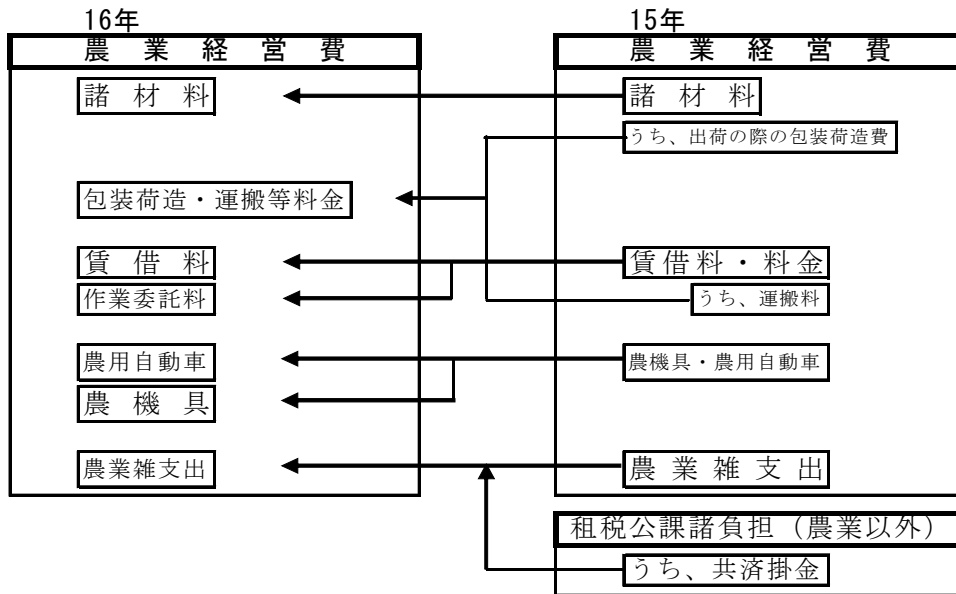 16年
農業経営費
諸材料
包装荷造・運搬等料金
賃借料
作業委託料
農用自動車
農機具
農業雑支出
15年
農業経営費
諸材料
うち、出荷の際の包装荷造費
賃借料・料金
うち、運搬料
農機具・農用自動車
農業雑支出
租税公課諸負担（農業以外）
うち、共済掛金